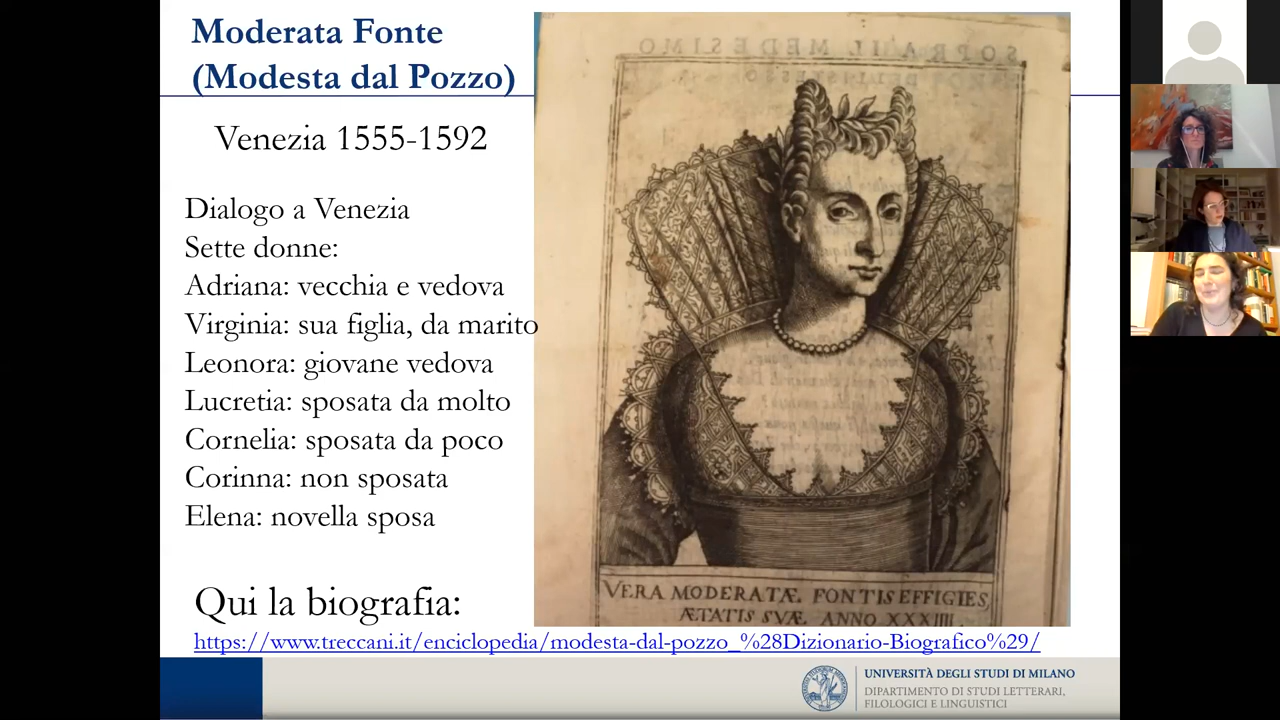 Moderata Fonte
(Modesta dal Pozzo)
Venezia 1555-1592
Dialogo a Venezia
Sette donne:
Adriana: vecchia e vedova
Virginia: sua figlia, da marito
Leonora: giovane vedova
Lucretia: sposata da molto
Cornelia: sposata da poco
Corinna: non sposata
Elena: novella sposa
Qui la biografia:
https://www.treccani.it/enciclopedia/modesta-dal-pozzo_%28Dizionario-Biografico%29/
SOPRA IL MEDESIMO
VERA MODERATÆ FONTIS EFFIGIES
ÆTATIS SVÆ ANNO XXXIIII
UNIVERSITÀ DEGLI STUDI DI MILANO
DIPARTIMENTO DI STUDI LETTERARI,
FILOLOGICI E LINGUISTICI